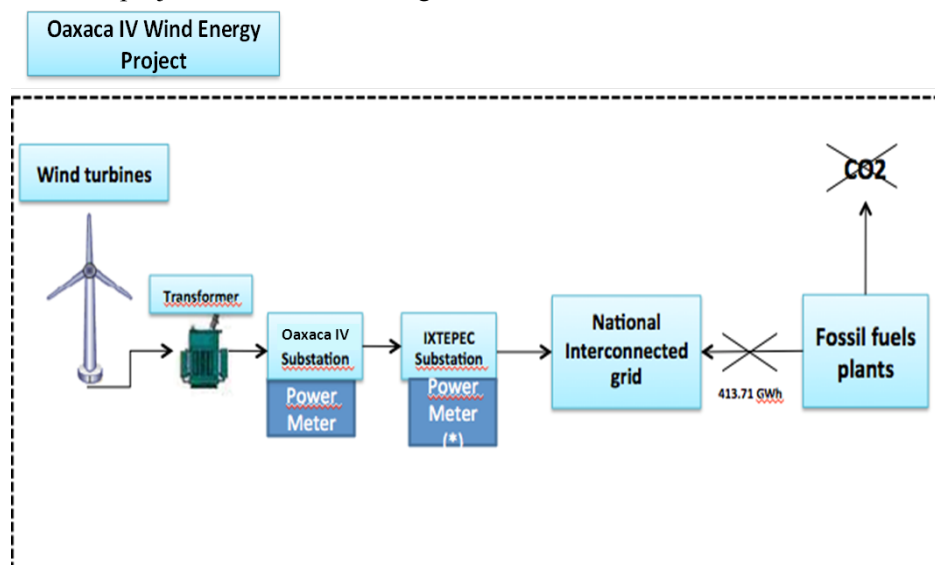 Oaxaca IV Wind Energy
Project
Wind turbines
CO2
Transformer
Oaxaca IV
Substation
Power
Meter
IXTEPEC
Substation
Power
Meter
(*)
National
Interconnected
grid
413.71 GWh
Fossil fuels
plants